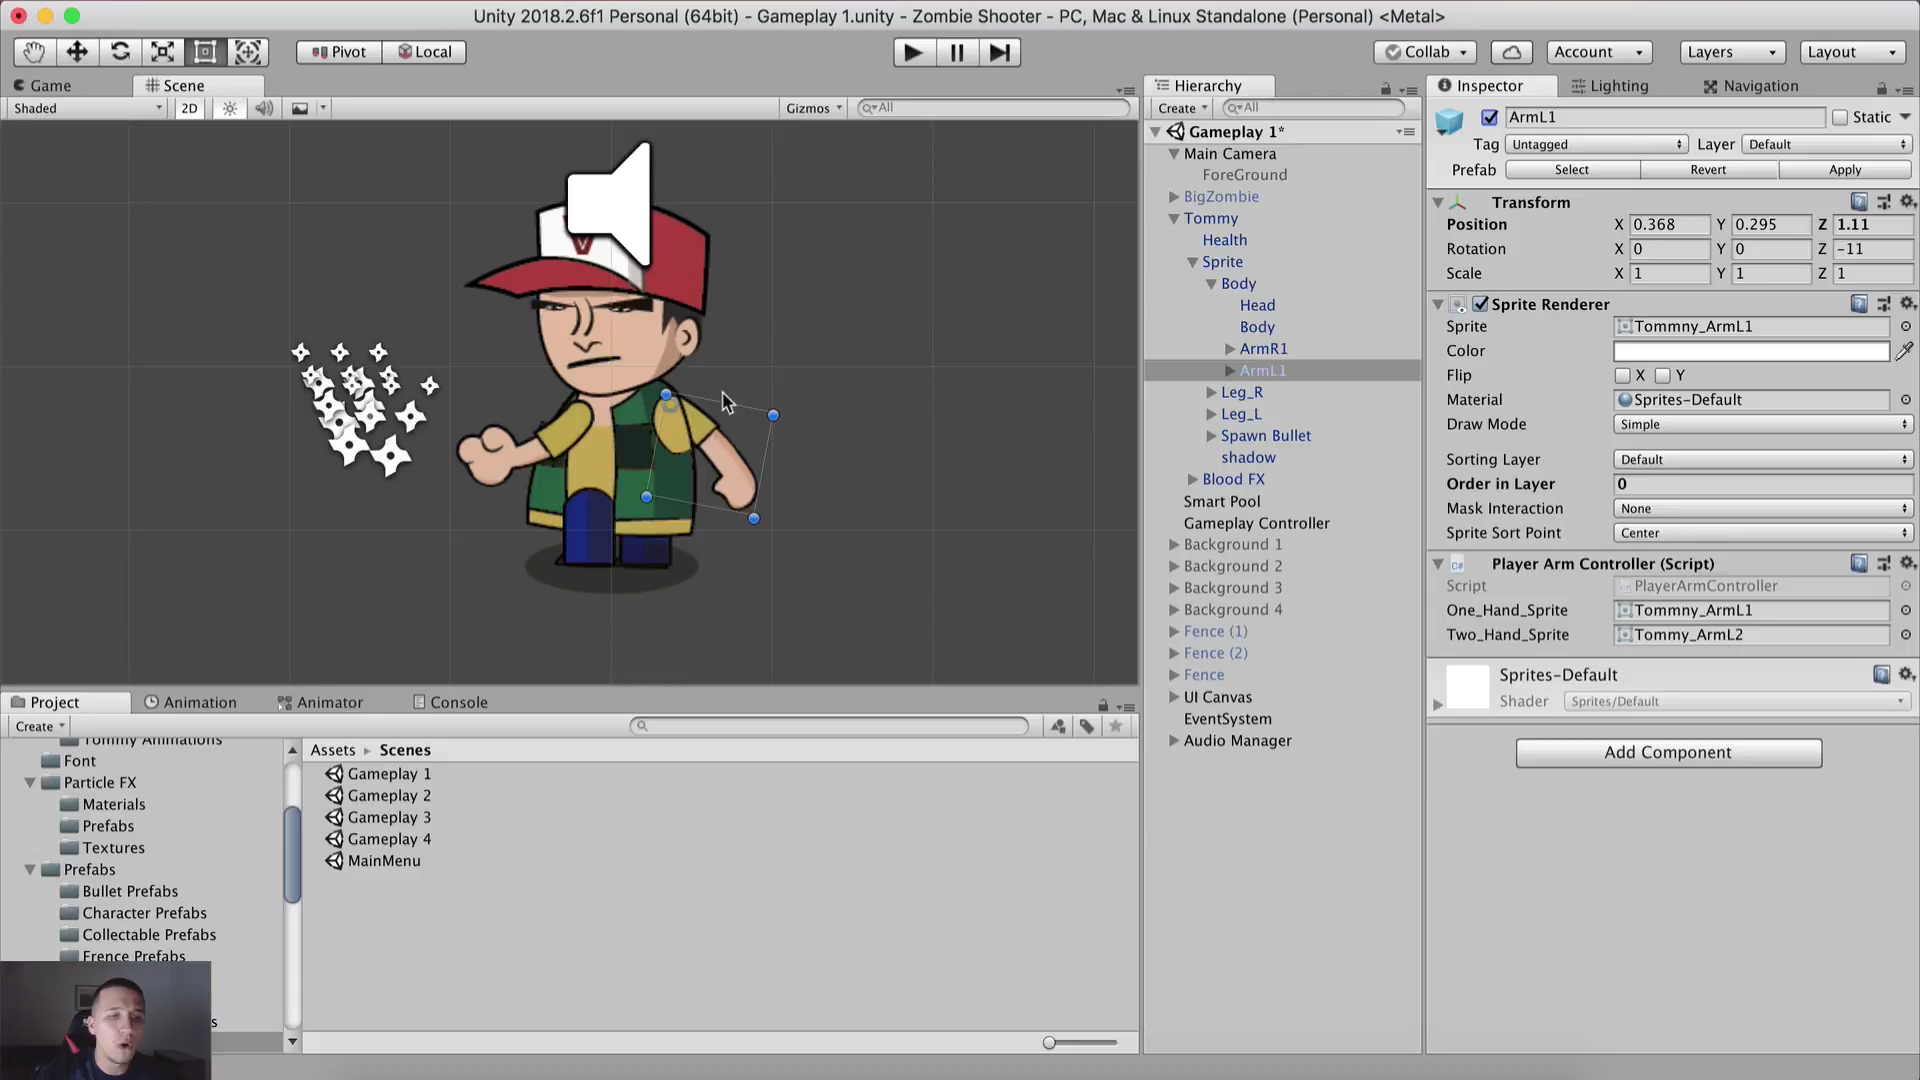 Unity 2018.2.6f1 Personal (64bit) - Gameplay 1.unity - Zombie Shooter - PC, Mac & Linux Standalone (Personal) <Metal>
Pivot Local Collab Account Layers Layout
Game Scene
Shaded 2D Gizmos All
V
Hierarchy
Create All
Gameplay 1*
Main Camera
ForeGround
BigZombie
Tommy
Health
Sprite
Body
Head
Body
ArmR1
ArmL1
Leg_R
Leg_L
Spawn Bullet
shadow
Blood FX
Smart Pool
Gameplay Controller
Background 1
Background 2
Background 3
Background 4
Fence (1)
Fence (2)
Fence
UI Canvas
EventSystem
Audio Manager
Inspector Lighting Navigation
ArmL1 Static
Tag Untagged Layer Default
Prefab Select Revert Apply
Transform
Position X 0.368 Y 0.295 Z 1.11
Rotation X 0 Y 0 Z -11
Scale X 1 Y 1 Z 1
Sprite Renderer
Sprite Tommny_ArmL1
Color
Flip X Y
Material Sprites-Default
Draw Mode Simple
Sorting Layer Default
Order in Layer 0
Mask Interaction None
Sprite Sort Point Center
C#
Player Arm Controller (Script)
Script PlayerArmController
One_Hand_Sprite Tommny_ArmL1
Two_Hand_Sprite Tommy_ArmL2
Sprites-Default
Shader Sprites/Default
Add Component
Project Animation Animator Console
Create
Tommy Animations
Font
Particle FX
Materials
Prefabs
Textures
Prefabs
Bullet Prefabs
Character Prefabs
Collectable Prefabs
Frence Prefabs
Assets Scenes
Gameplay 1
Gameplay 2
Gameplay 3
Gameplay 4
MainMenu